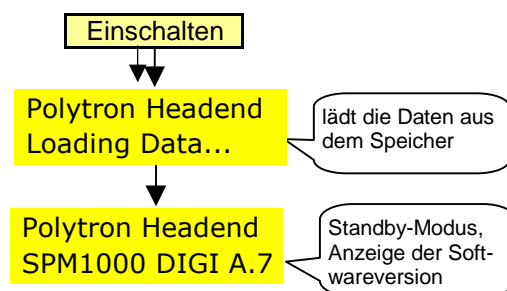 Einschalten
Polytron Headend
Loading Data...
lädt die Daten aus
dem Speicher
Polytron Headend
SPM1000 DIGI A.7
Standby-Modus,
Anzeige der Soft-
wareversion